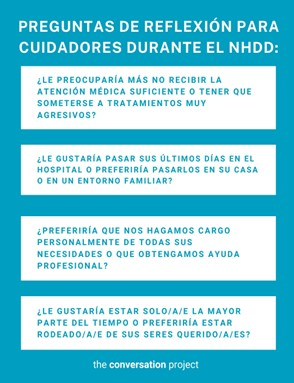 PREGUNTAS DE REFLEXIÓN PARA
CUIDADORES DURANTE EL NHDD:
¿LE PREOCUPARÍA MÁS NO RECIBIR LA
ATENCIÓN MÉDICA SUFICIENTE O TENER QUE
SOMETERSE A TRATAMIENTOS MUY
AGRESIVOS?
¿LE GUSTARÍA PASAR SUS ÚLTIMOS DÍAS EN EL
HOSPITAL O PREFERIRÍA PASARLOS EN SU CASA
O EN UN ENTORNO FAMILIAR?
¿PREFERIRÍA QUE NOS HAGAMOS CARGO
PERSONALMENTE DE TODAS SUS
NECESIDADES O QUE OBTENGAMOS AYUDA
PROFESIONAL?
¿LE GUSTARÍA ESTAR SOLO/A/E LA MAYOR
PARTE DEL TIEMPO O PREFERIRÍA ESTAR
RODEADO/A/E DE SUS SERES QUERIDO/A/ES?
the conversation project